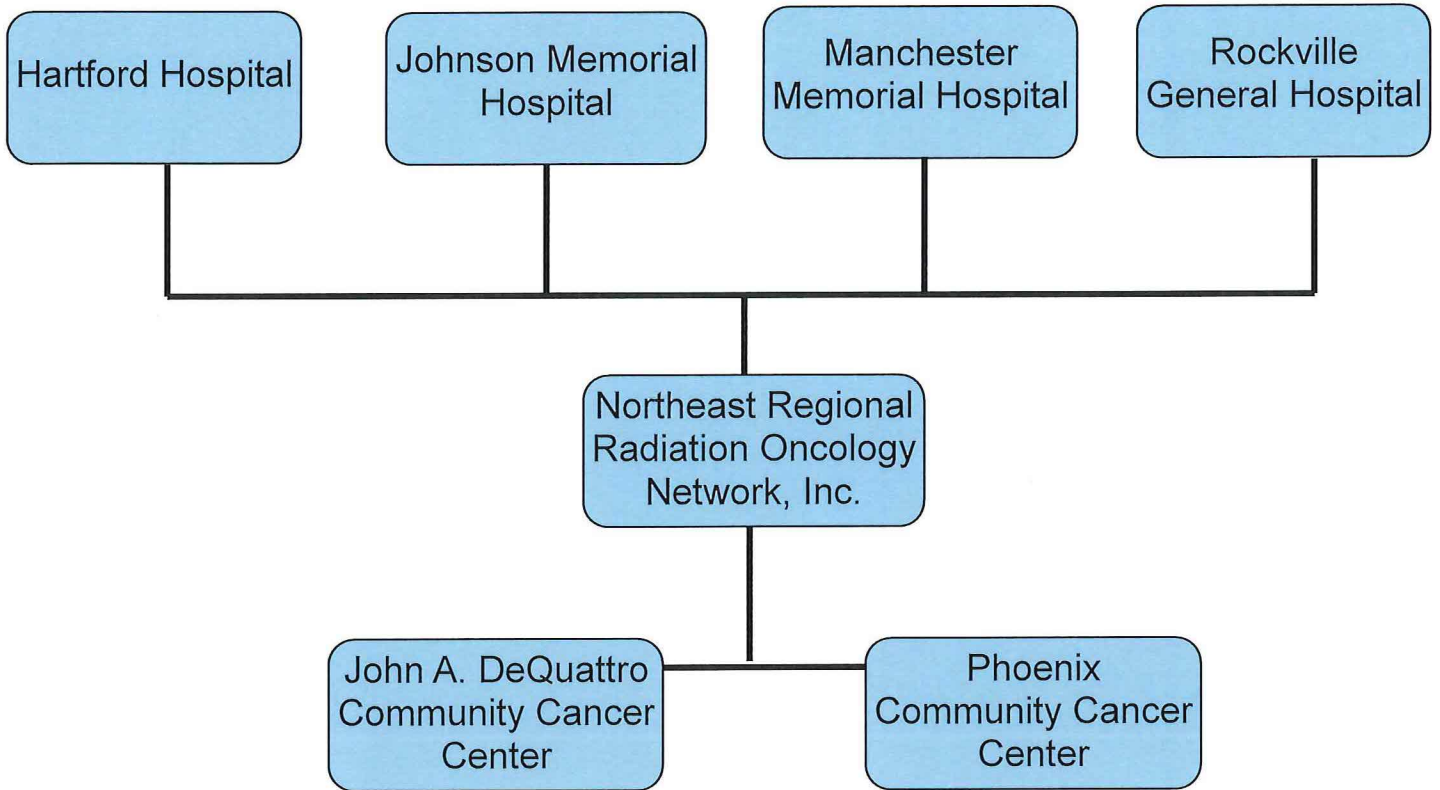 Hartford Hospital
Johnson Memorial
Hospital
Manchester
Memorial Hospital
Rockville
General Hospital
Northeast Regional
Radiation Oncology
Network, Inc.
John A. DeQuattro
Community Cancer
Center
Phoenix
Community Cancer
Center